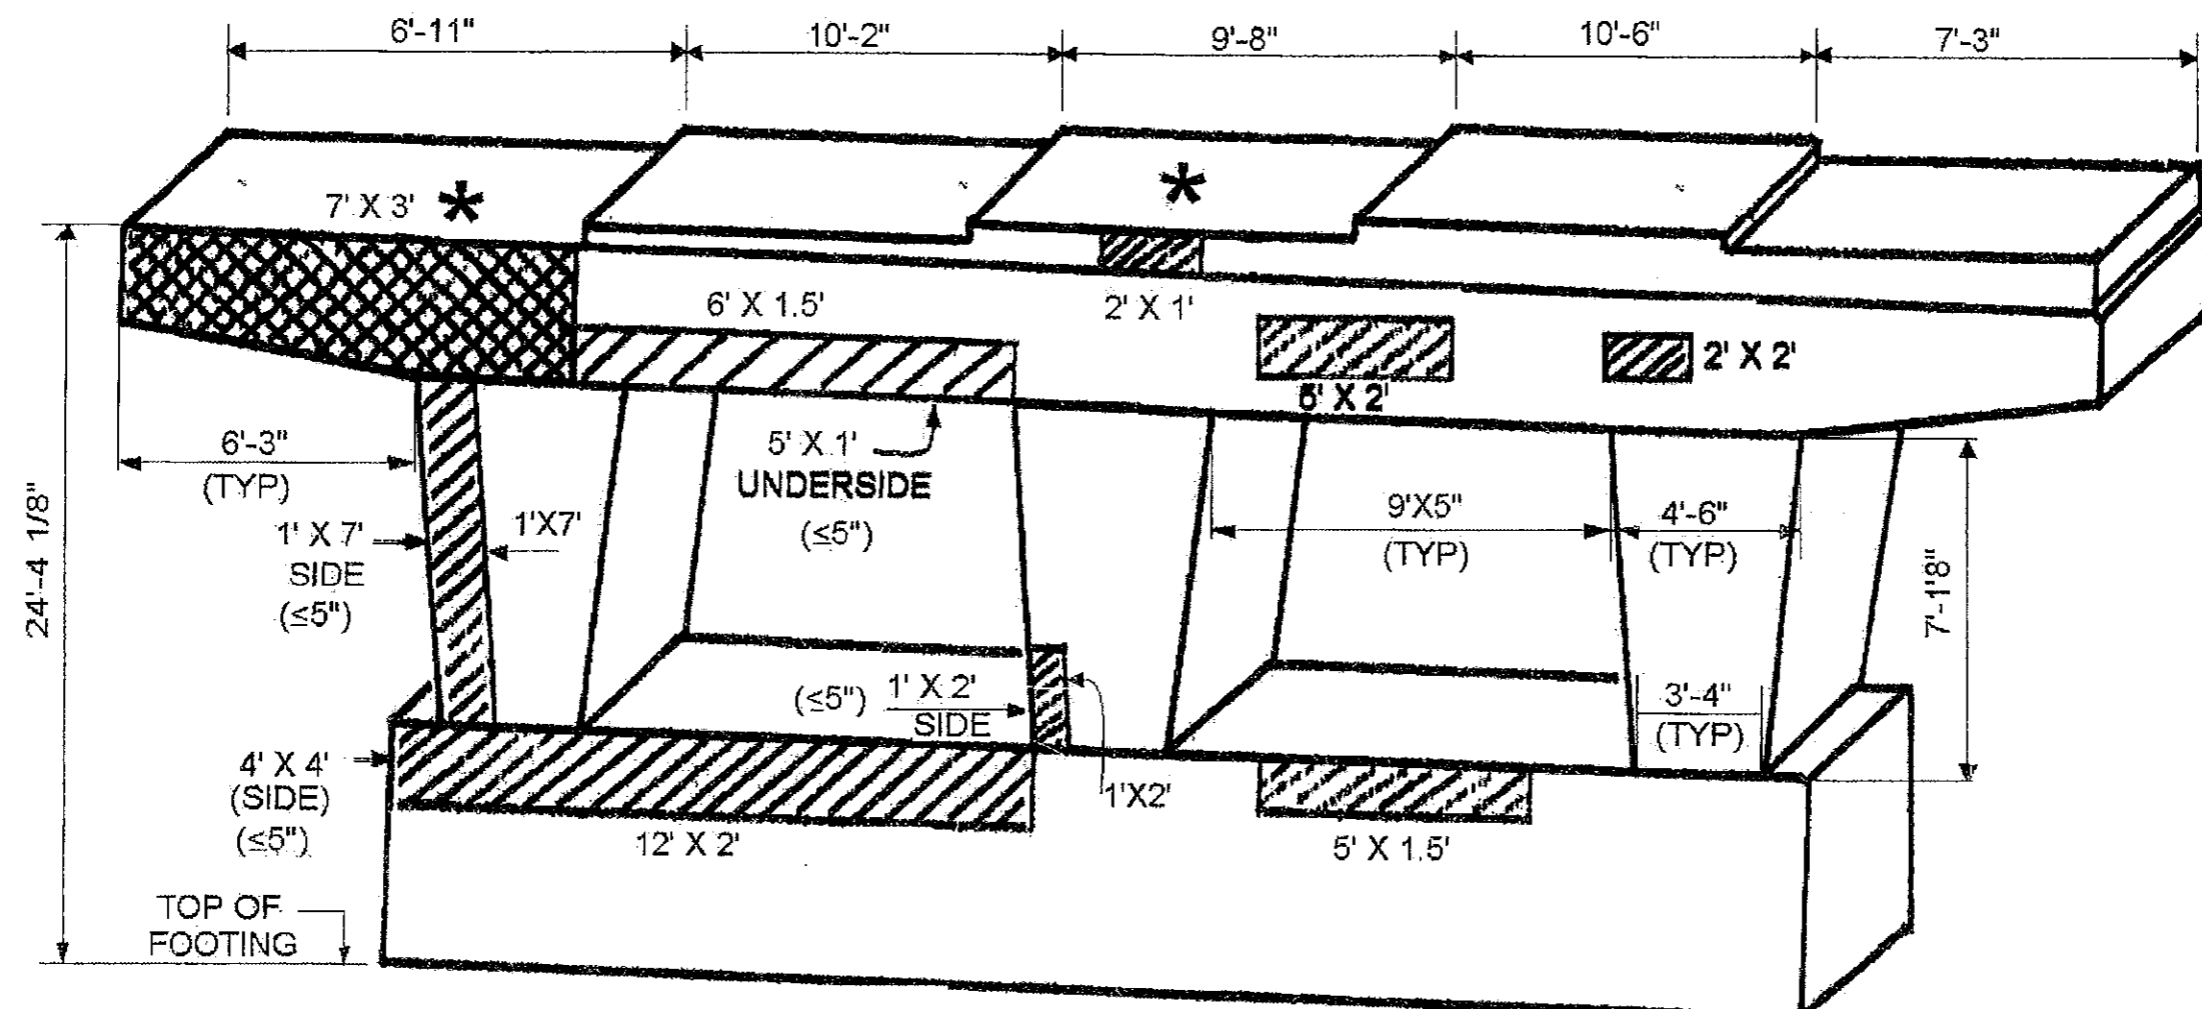 6'-11"
10'-2"
9'-8"
10'-6"
7'-3"
7' X 3' *
*
6' X 1.5'
2' X 1'
2' X 2'
6' X 2'
6'-3"
(TYP)
5' X 1'
UNDERSIDE
(≤5")
9'X5"
(TYP)
4'-6"
(TYP)
24'-4 1/8"
1' X 7'
SIDE
(≤5")
1'X7'
7'-1'8"
(≤5")
1' X 2'
SIDE
3'-4"
(TYP)
4' X 4'
(SIDE)
(≤5")
12' X 2'
1'X2'
5' X 1.5'
TOP OF
FOOTING